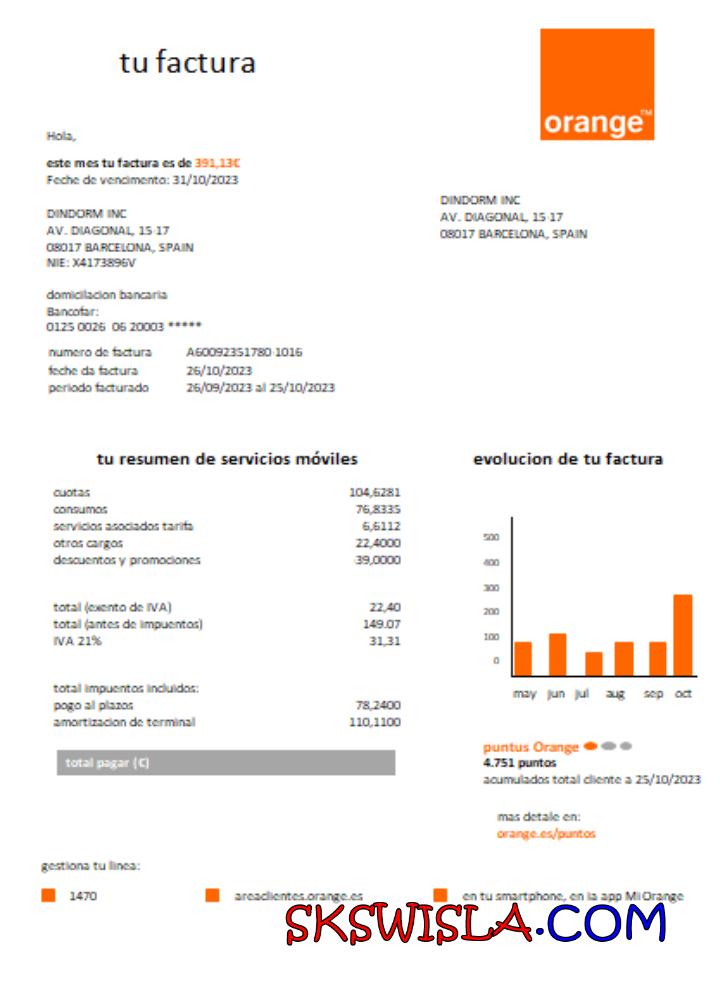 tu factura
orange™
Hola,
este mes tu factura es de 391,13€
Feche de vencimento: 31/10/2023
DINDORM INC
AV. DIAGONAL, 15-17
08017 BARCELONA, SPAIN
DINDORM INC
AV. DIAGONAL, 15-17
08017 BARCELONA, SPAIN
NIE: X4173896V
domicilacion bancaria
Bancofar:
0125 0026 06 20003 *****
numero de factura A60092351780-1016
feche da factura 26/10/2023
periodo facturado 26/09/2023 al 25/10/2023
tu resumen de servicios móviles
cuotas 104,6281
consumos 76,8335
servicios asociados tarifa 6,6112
otros cargos 22,4000
descuentos y promociones -39,0000
total (exento de IVA) 22,40
total (antes de impuentos) 149.07
IVA 21% 31,31
total impuentos incluidos:
pogo al plazos 78,2400
amortizacion de terminal 110,1100
total pagar (€)
evolucion de tu factura
500
400
300
200
100
0
may jun jul aug sep oct
puntus Orange
4.751 puntos
acumulados total cliente a 25/10/2023
mas detale en:
orange.es/puntos
gestiona tu linea:
1470 areaclientes.orange.es en tu smartphone, en la app Mi Orange
SKSWISLA.COM